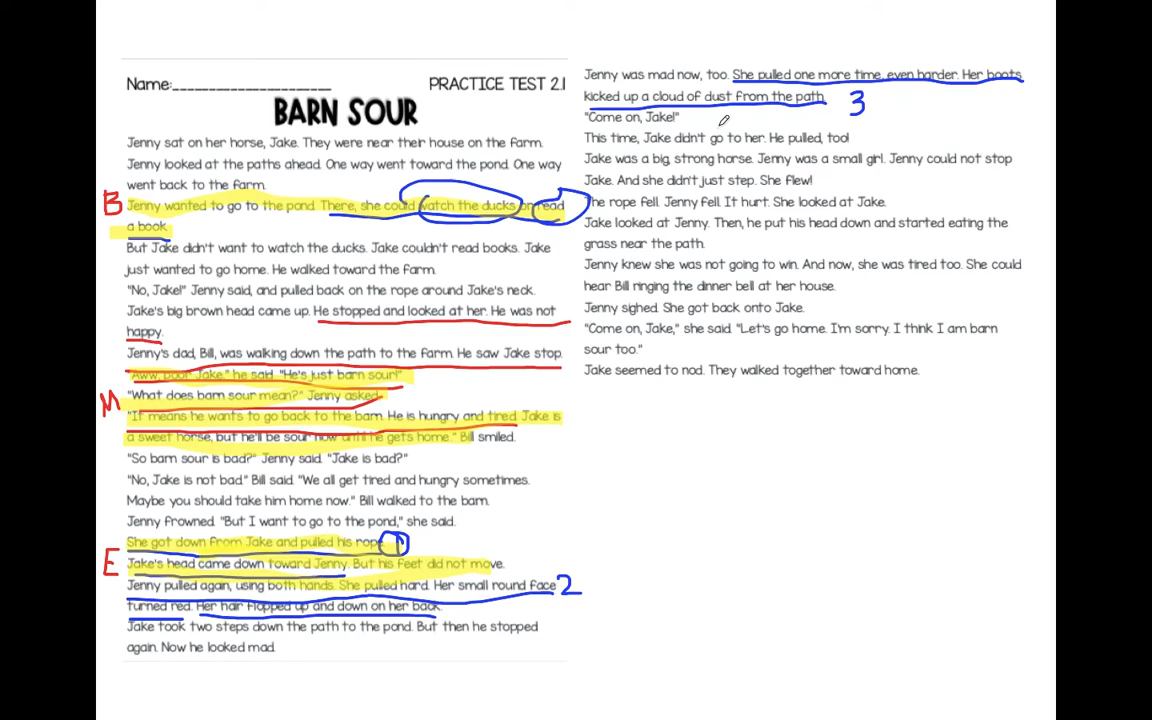 Name:_____________________ PRACTICE TEST 2.1
BARN SOUR
Jenny sat on her horse, Jake. They were near their house on the farm.
Jenny looked at the paths ahead. One way went toward the pond. One way
went back to the farm.
B Jenny wanted to go to the pond. There, she could watch the ducks or read
a book.
But Jake didn't want to watch the ducks. Jake couldn't read books. Jake
just wanted to go home. He walked toward the farm.
"No, Jake!" Jenny said, and pulled back on the rope around Jake's neck.
Jake's big brown head came up. He stopped and looked at her. He was not
happy.
Jenny's dad, Bill, was walking down the path to the farm. He saw Jake stop.
"Aww, poor Jake," he said. "He's just barn sour!"
M "What does barn sour mean?" Jenny asked.
"It means he wants to go back to the barn. He is hungry and tired. Jake is
a sweet horse, but he'll be sour now until he gets home." Bill smiled.
"So barn sour is bad?" Jenny said. "Jake is bad?"
"No, Jake is not bad." Bill said. "We all get tired and hungry sometimes.
Maybe you should take him home now." Bill walked to the barn.
Jenny frowned. "But I want to go to the pond," she said.
She got down from Jake and pulled his rope. 1
E Jake's head came down toward Jenny. But his feet did not move.
Jenny pulled again, using both hands. She pulled hard. Her small round face 2
turned red. Her hair flopped up and down on her back.
Jake took two steps down the path to the pond. But then he stopped
again. Now he looked mad.
Jenny was mad now, too. She pulled one more time, even harder. Her boots
kicked up a cloud of dust from the path. 3
"Come on, Jake!"
This time, Jake didn't go to her. He pulled, too!
Jake was a big, strong horse. Jenny was a small girl. Jenny could not stop
Jake. And she didn't just step. She flew!
The rope fell. Jenny fell. It hurt. She looked at Jake.
Jake looked at Jenny. Then, he put his head down and started eating the
grass near the path.
Jenny knew she was not going to win. And now, she was tired too. She could
hear Bill ringing the dinner bell at her house.
Jenny sighed. She got back onto Jake.
"Come on, Jake," she said. "Let's go home. I'm sorry. I think I am barn
sour too."
Jake seemed to nod. They walked together toward home.